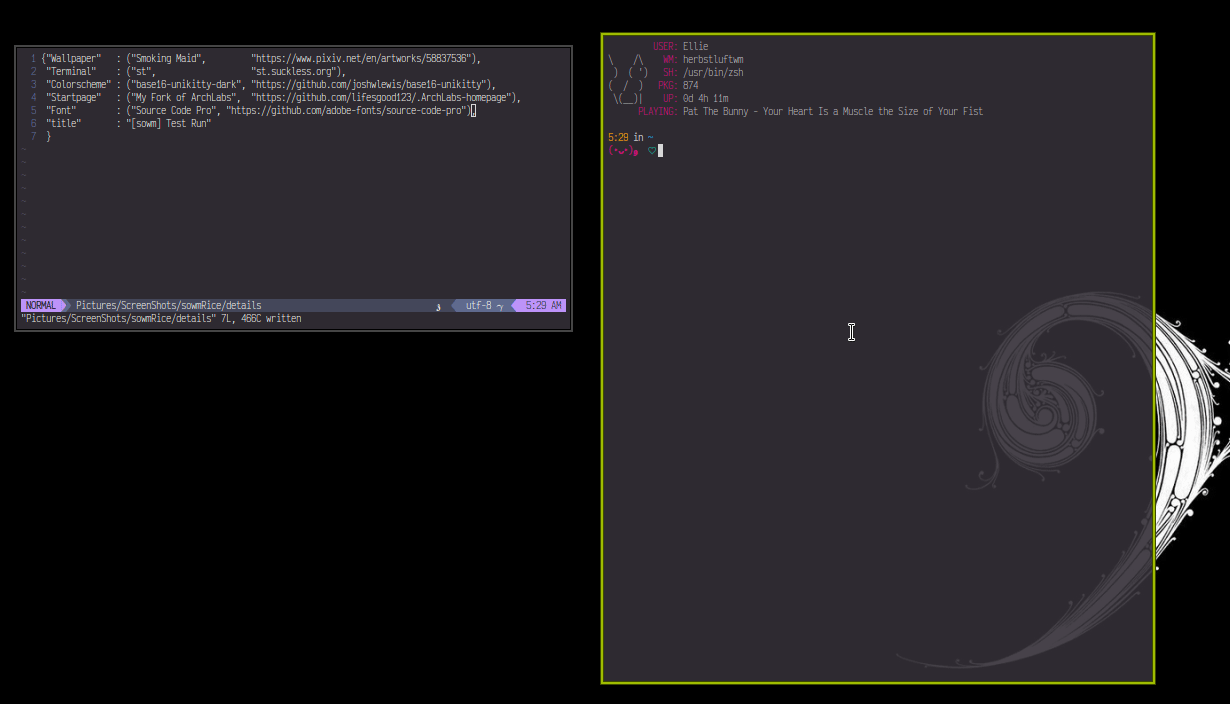 1 {"Wallpaper" : ("Smoking Maid", "https://www.pixiv.net/en/artworks/58837536"),
2 "Terminal" : ("st", "st.suckless.org"),
3 "Colorscheme" : ("base16-unikitty-dark", "https://github.com/joshwlewis/base16-unikitty"),
4 "Startpage" : ("My Fork of ArchLabs", "https://github.com/lifesgood123/.ArchLabs-homepage"),
5 "Font" : ("Source Code Pro", "https://github.com/adobe-fonts/source-code-pro"),
6 "title" : "[sowm] Test Run"
7 }
~
~
~
~
~
~
~
~
~
~
~
~
NORMAL Pictures/ScreenShots/sowmRice/details utf-8 5:29 AM
"Pictures/ScreenShots/sowmRice/details" 7L, 466C written
USER: Ellie
\    /\ WM: herbstluftwm
)  ( ') SH: /usr/bin/zsh
(  /  ) PKG: 874
\(__)| UP: 0d 4h 11m
PLAYING: Pat The Bunny - Your Heart Is a Muscle the Size of Your Fist
5:29 in ~
♡